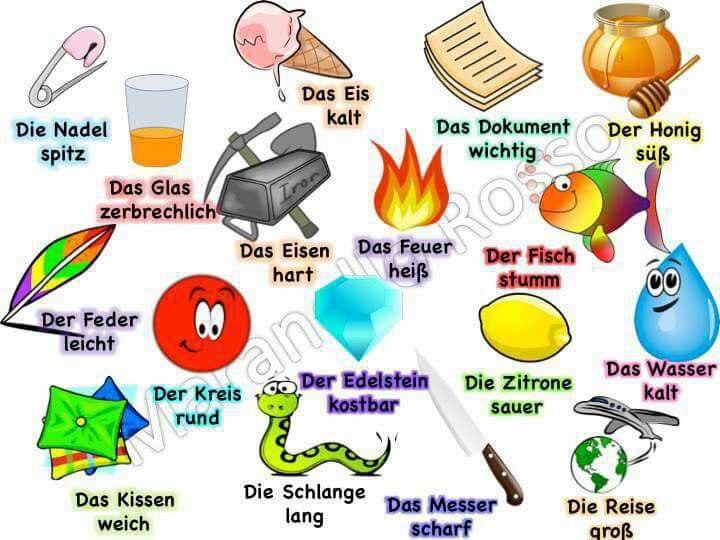 Das Eis
kalt
Die Nadel
spitz
Das Dokument
wichtig
Der Honig
süß
Das Glas
zerbrechlich
Iron
Das Eisen
hart
Das Feuer
heiß
Der Fisch
stumm
Der Feder
leicht
Der Kreis
rund
Der Edelstein
kostbar
Die Zitrone
sauer
Das Wasser
kalt
Das Kissen
weich
Die Schlange
lang
Das Messer
scharf
Die Reise
groß